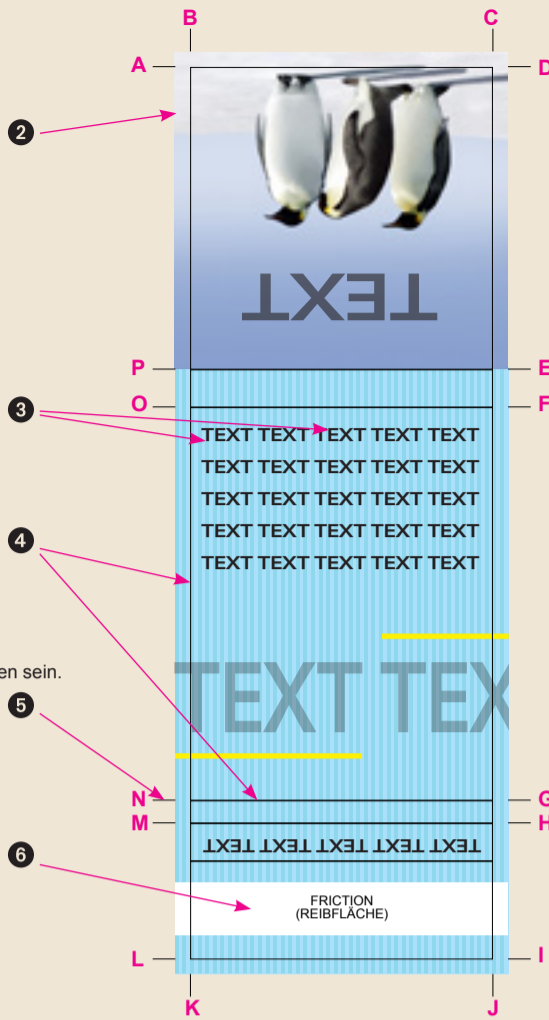 B C
A D
2
TEXT
P E
O F
3
TEXT TEXT TEXT TEXT TEXT
TEXT TEXT TEXT TEXT TEXT
TEXT TEXT TEXT TEXT TEXT
TEXT TEXT TEXT TEXT TEXT
TEXT TEXT TEXT TEXT TEXT
4
en sein.
TEXT TEX
5
N G
M H
TEXT TEXT TEXT TEXT TEXT
6
FRICTION
(REIBFLÄCHE)
L I
K J